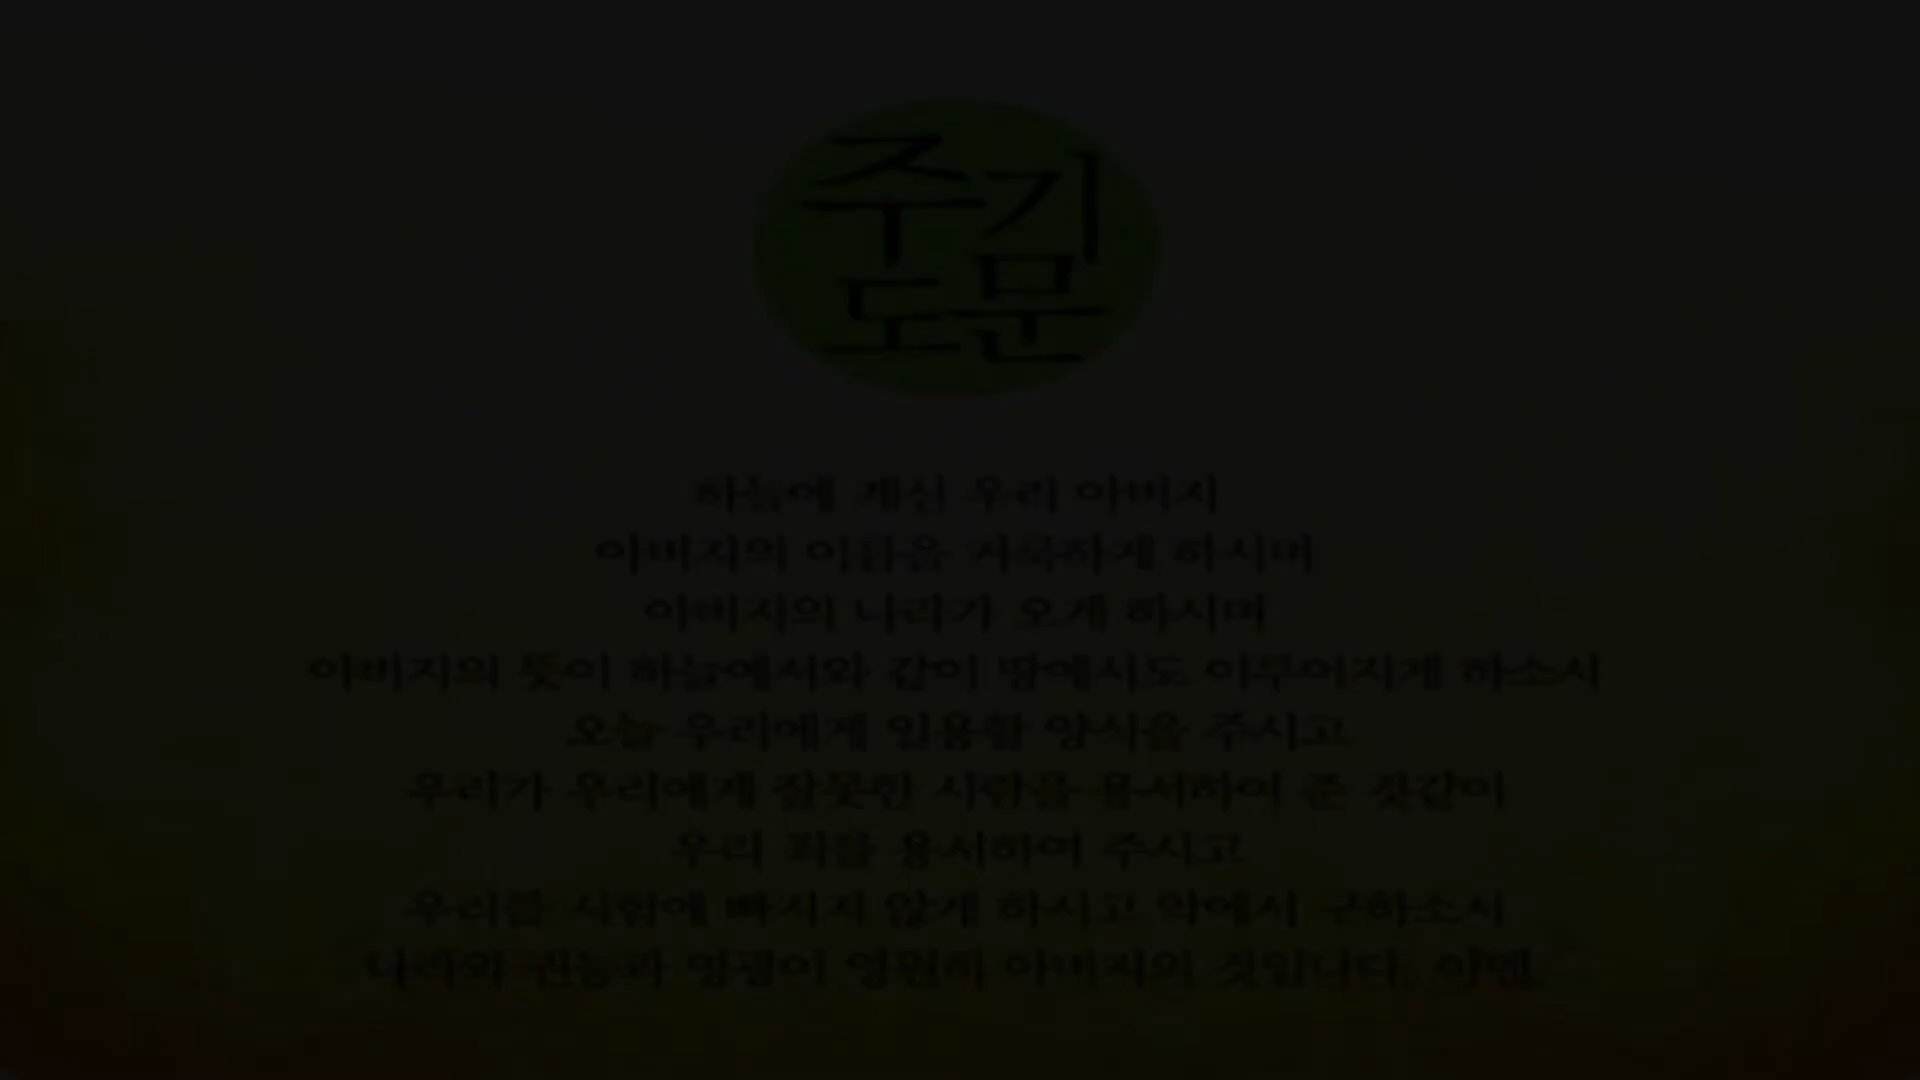 주기
도문
하늘에 계신 우리 아버지
아버지의 이름을 거룩하게 하시며
아버지의 나라가 오게 하시며
아버지의 뜻이 하늘에서와 같이 땅에서도 이루어지게 하소서
오늘 우리에게 일용할 양식을 주시고
우리가 우리에게 잘못한 사람을 용서하여 준 것같이
우리 죄를 용서하여 주시고
우리를 시험에 빠지지 않게 하시고 악에서 구하소서
나라와 권능과 영광이 영원히 아버지의 것입니다. 아멘.